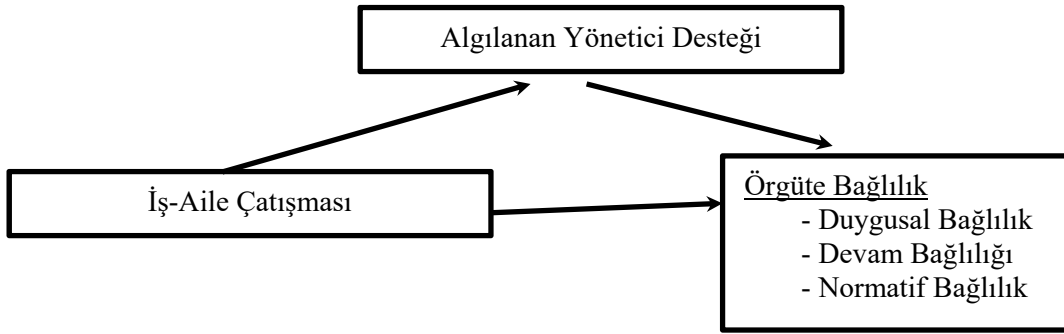 Algılanan Yönetici Desteği
İş-Aile Çatışması
Örgüte Bağlılık
- Duygusal Bağlılık
- Devam Bağlılığı
- Normatif Bağlılık